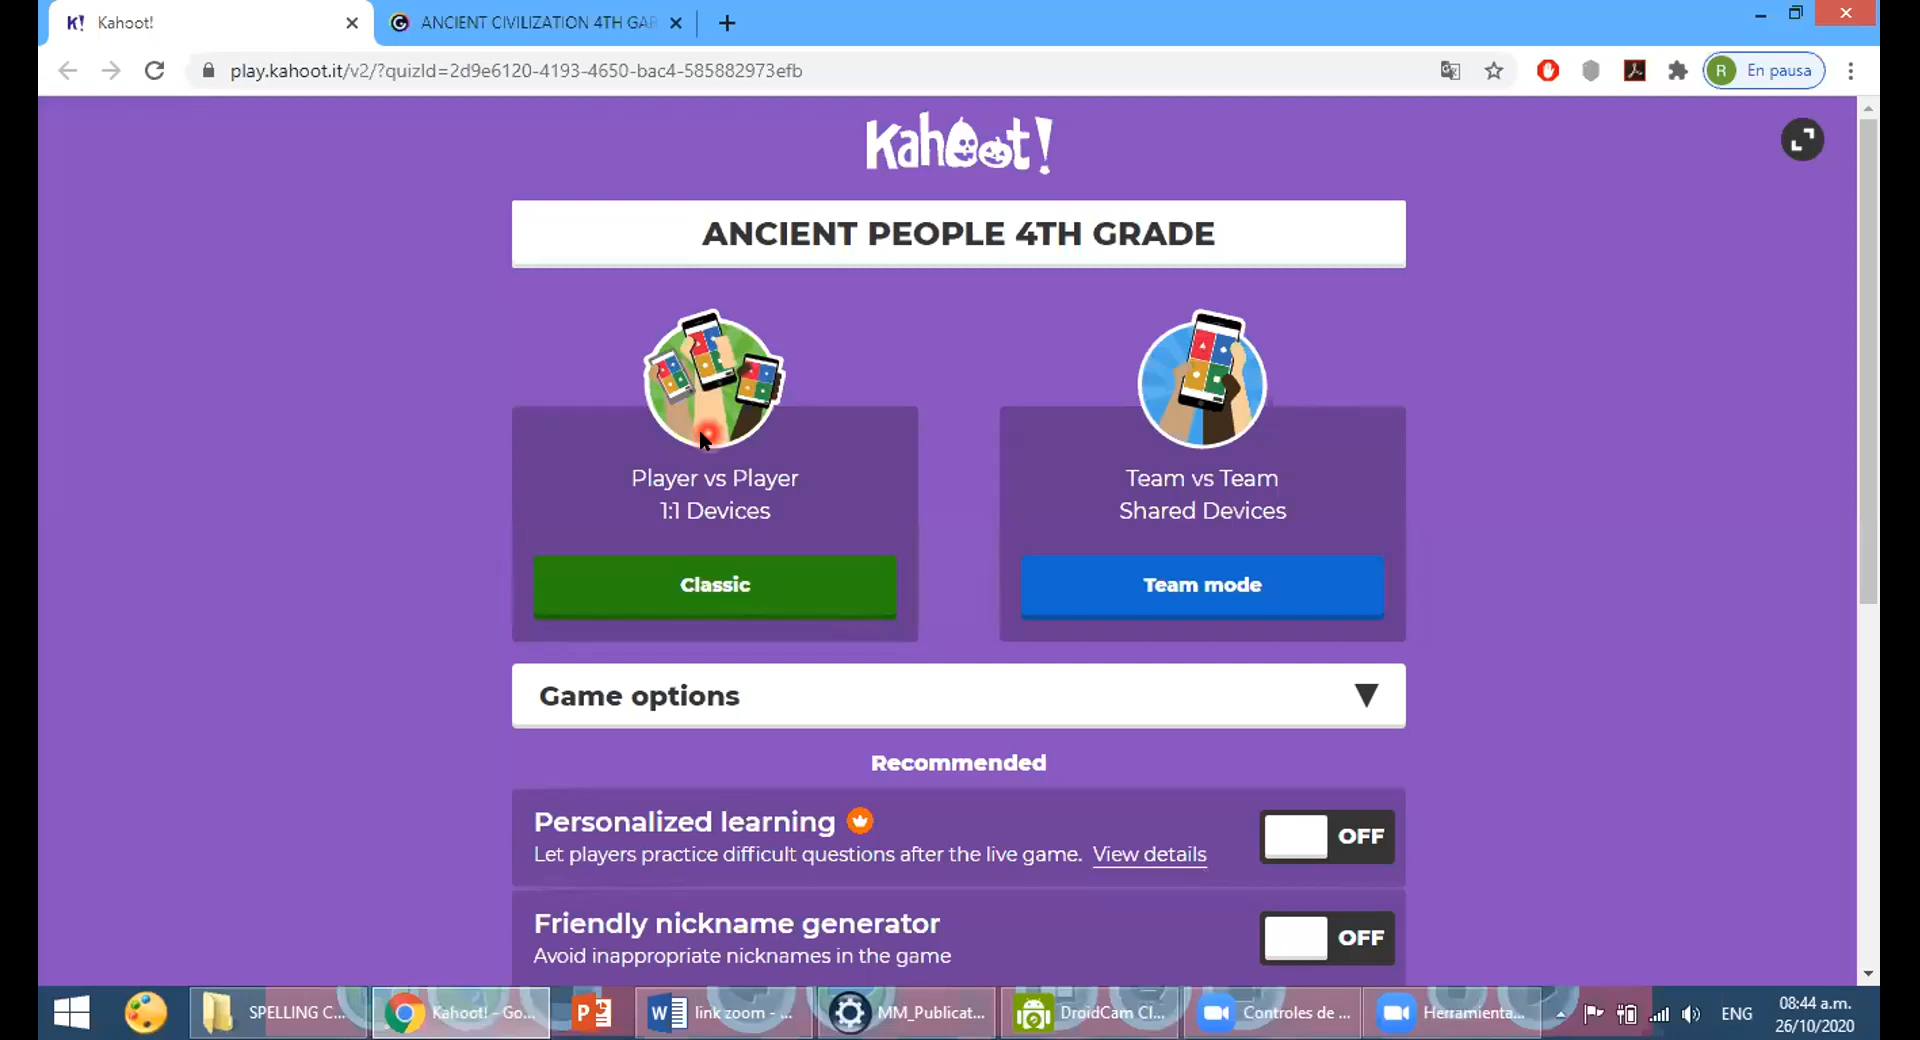 K! Kahoot!
ANCIENT CIVILIZATION 4TH GAR
play.kahoot.it/v2/?quizId=2d9e6120-4193-4650-bac4-585882973efb
R En pausa
Kahoot!
ANCIENT PEOPLE 4TH GRADE
Player vs Player
1:1 Devices
Team vs Team
Shared Devices
Classic
Team mode
Game options
Recommended
Personalized learning
Let players practice difficult questions after the live game. View details
OFF
Friendly nickname generator
Avoid inappropriate nicknames in the game
OFF
SPELLING C...
Kahoot! - Go...
link zoom - ...
MM_Publicat...
DroidCam Cl...
Controles de ...
Herramienta...
ENG
08:44 a.m.
26/10/2020